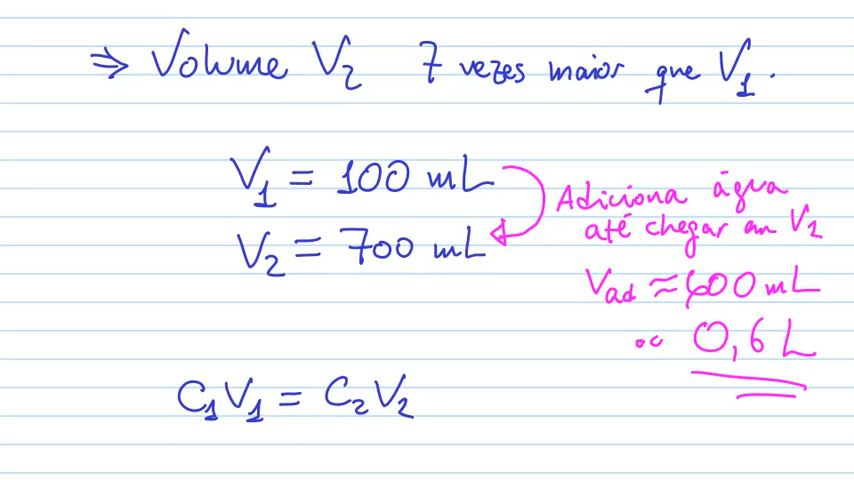 ⇒ Volume V₂ 7 vezes maior que V₁.
V₁ = 100 mL
V₂ = 700 mL
Adiciona água
até chegar em V₂
Vad ≈ 600 mL
ou 0,6 L
C₁V₁ = C₂V₂